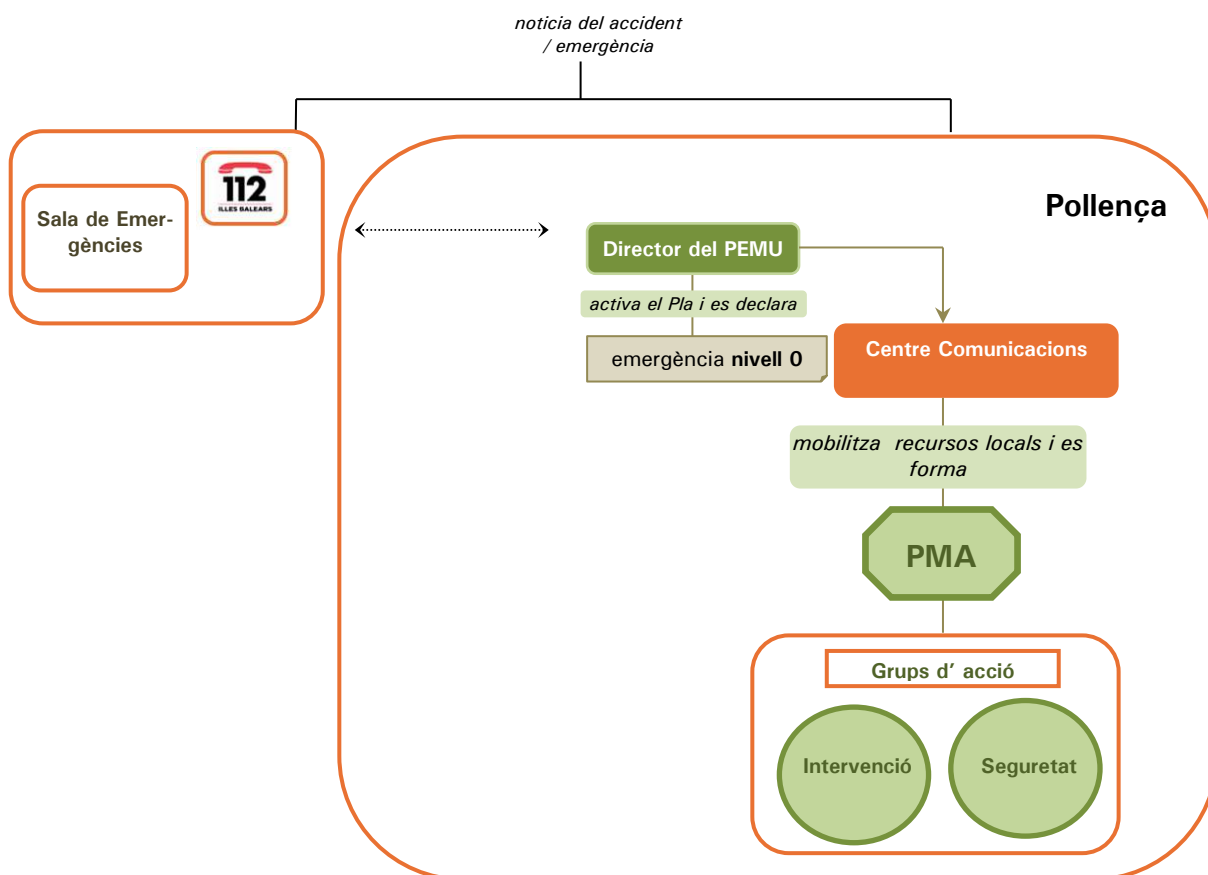 noticia del accident
/ emergència
112
ILLES BALEARS
Sala de Emer-
gències
Pollença
Director del PEMU
activa el Pla i es declara
emergència nivell 0
Centre Comunicacions
mobilitza recursos locals i es
forma
PMA
Grups d’ acció
Intervenció
Seguretat